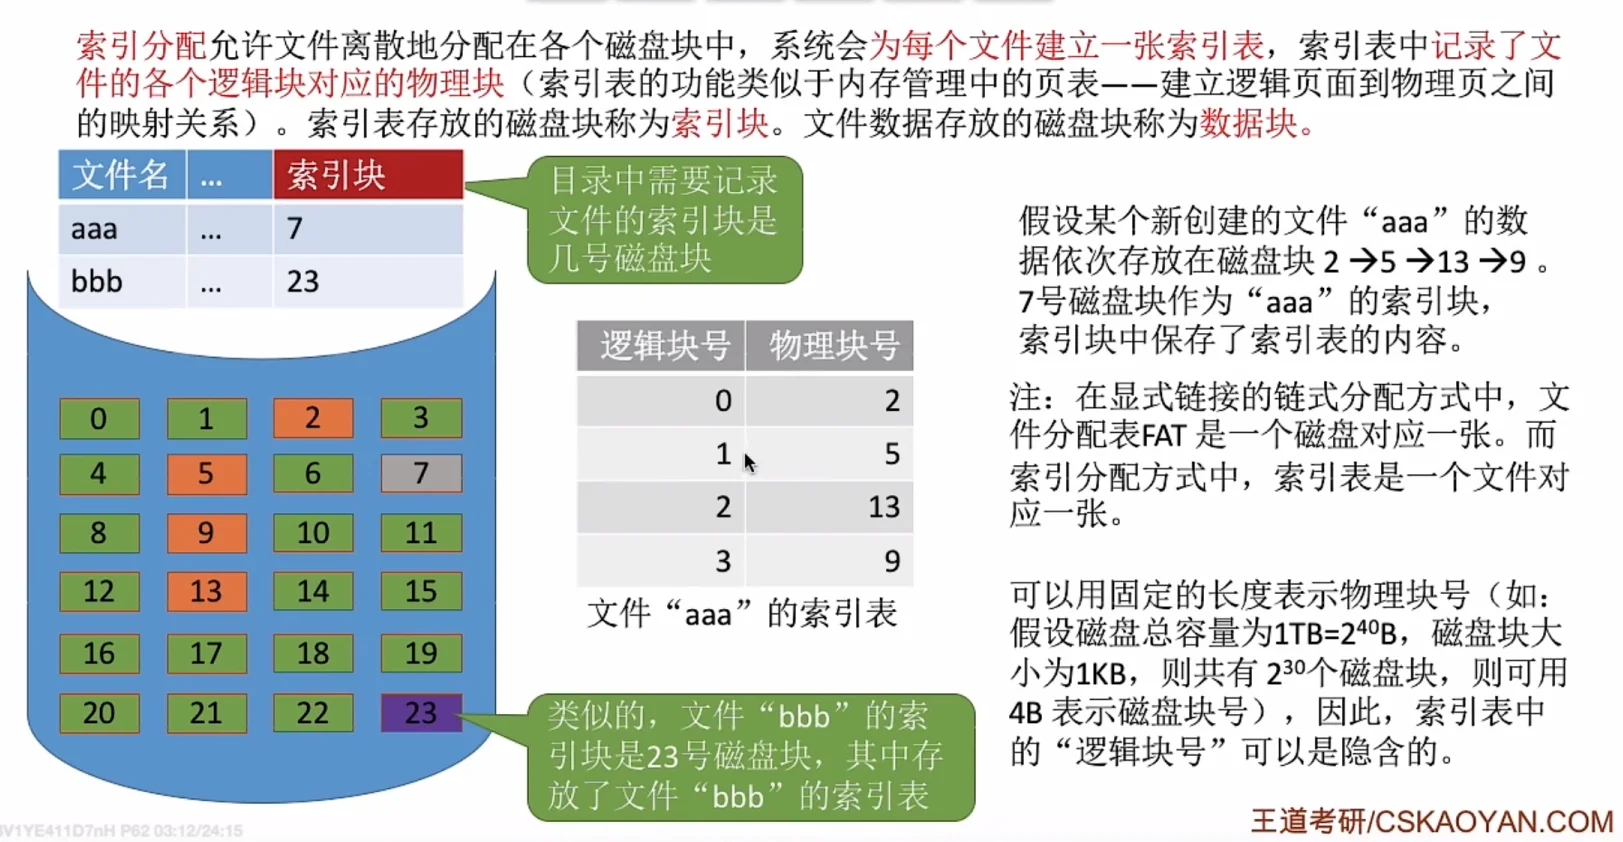 索引分配允许文件离散地分配在各个磁盘块中，系统会为每个文件建立一张索引表，索引表中记录了文
件的各个逻辑块对应的物理块（索引表的功能类似于内存管理中的页表——建立逻辑页面到物理页之间
的映射关系）。索引表存放的磁盘块称为索引块。文件数据存放的磁盘块称为数据块。
文件名 ... 索引块
aaa ... 7
bbb ... 23
目录中需要记录
文件的索引块是
几号磁盘块
0 1 2 3
4 5 6 7
8 9 10 11
12 13 14 15
16 17 18 19
20 21 22 23
逻辑块号 物理块号
0 2
1 5
2 13
3 9
文件“aaa”的索引表
类似的，文件“bbb”的索
引块是23号磁盘块，其中存
放了文件“bbb”的索引表
假设某个新创建的文件“aaa”的数
据依次存放在磁盘块 2 →5 →13 →9 。
7号磁盘块作为“aaa”的索引块，
索引块中保存了索引表的内容。
注：在显式链接的链式分配方式中，文
件分配表FAT 是一个磁盘对应一张。而
索引分配方式中，索引表是一个文件对
应一张。
可以用固定的长度表示物理块号（如：
假设磁盘总容量为1TB=2⁴⁰B，磁盘块大
小为1KB，则共有 2³⁰个磁盘块，则可用
4B 表示磁盘块号），因此，索引表中
的“逻辑块号”可以是隐含的。
王道考研/CSKAOYAN.COM
BV1YE411D7nH P62 03:12/24:15